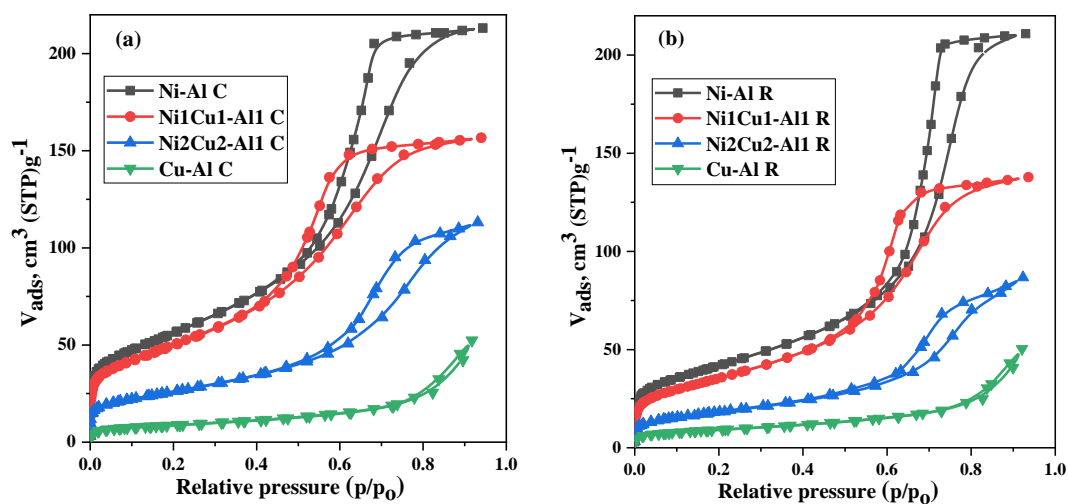 (a)
Ni-Al C
Ni1Cu1-Al1 C
Ni2Cu2-Al1 C
Cu-Al C
Vads, cm³ (STP)g⁻¹
200
150
100
50
0
0.0 0.2 0.4 0.6 0.8 1.0
Relative pressure (p/p₀)
(b)
Ni-Al R
Ni1Cu1-Al1 R
Ni2Cu2-Al1 R
Cu-Al R
Vads, cm³ (STP)g⁻¹
200
150
100
50
0
0.0 0.2 0.4 0.6 0.8 1.0
Relative pressure (p/p₀)